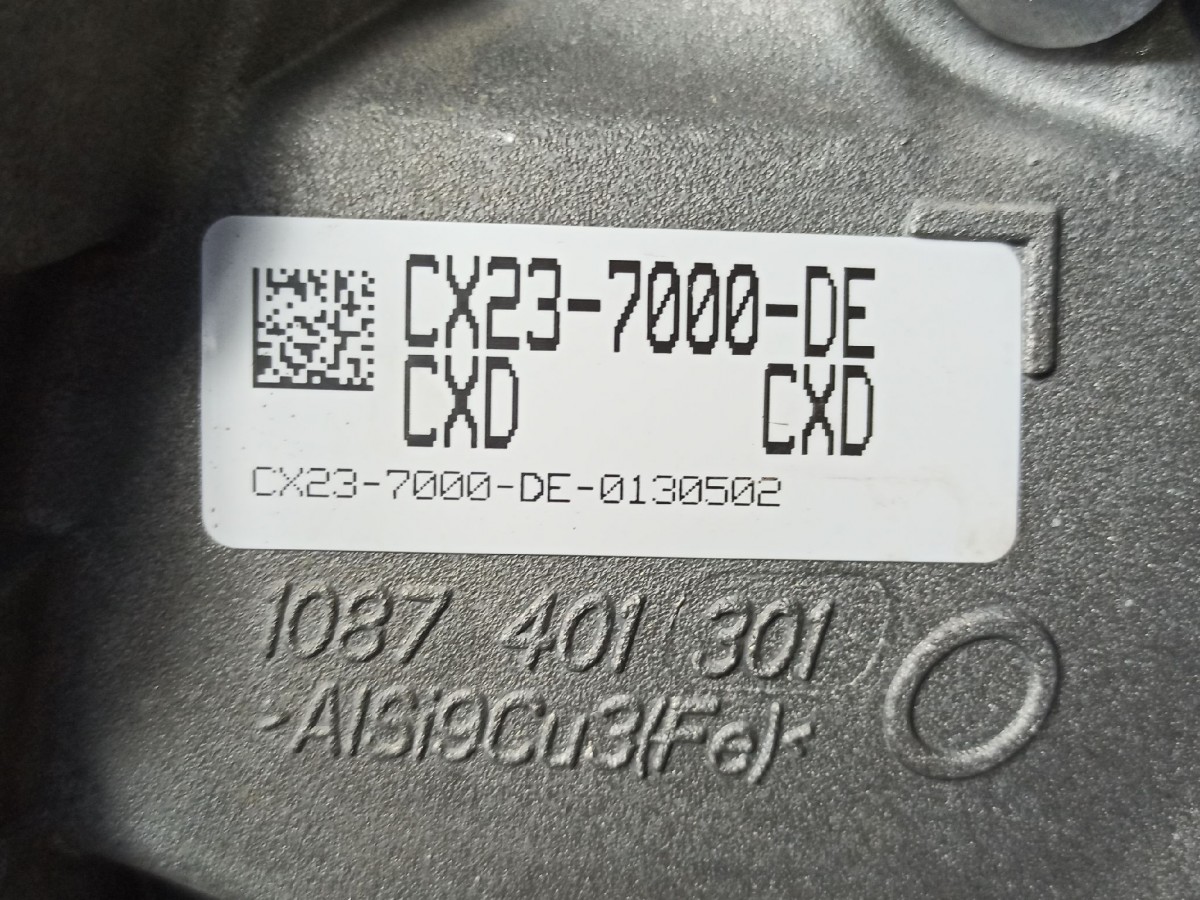 CX23-7000-DE
CXD CXD
CX23-7000-DE-0130502
1087 401 301
>AlSi9Cu3(Fe)<